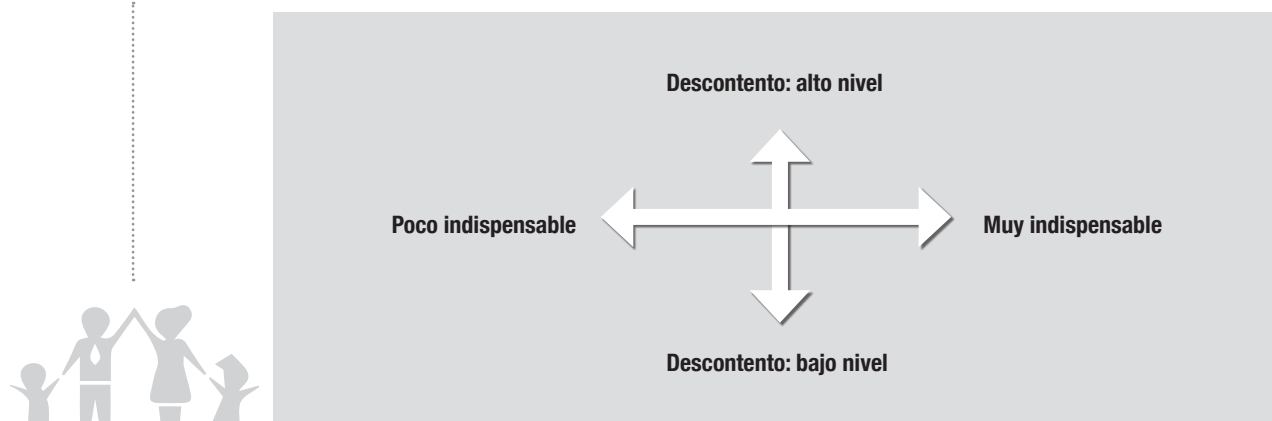 Descontento: alto nivel
Poco indispensable
Muy indispensable
Descontento: bajo nivel